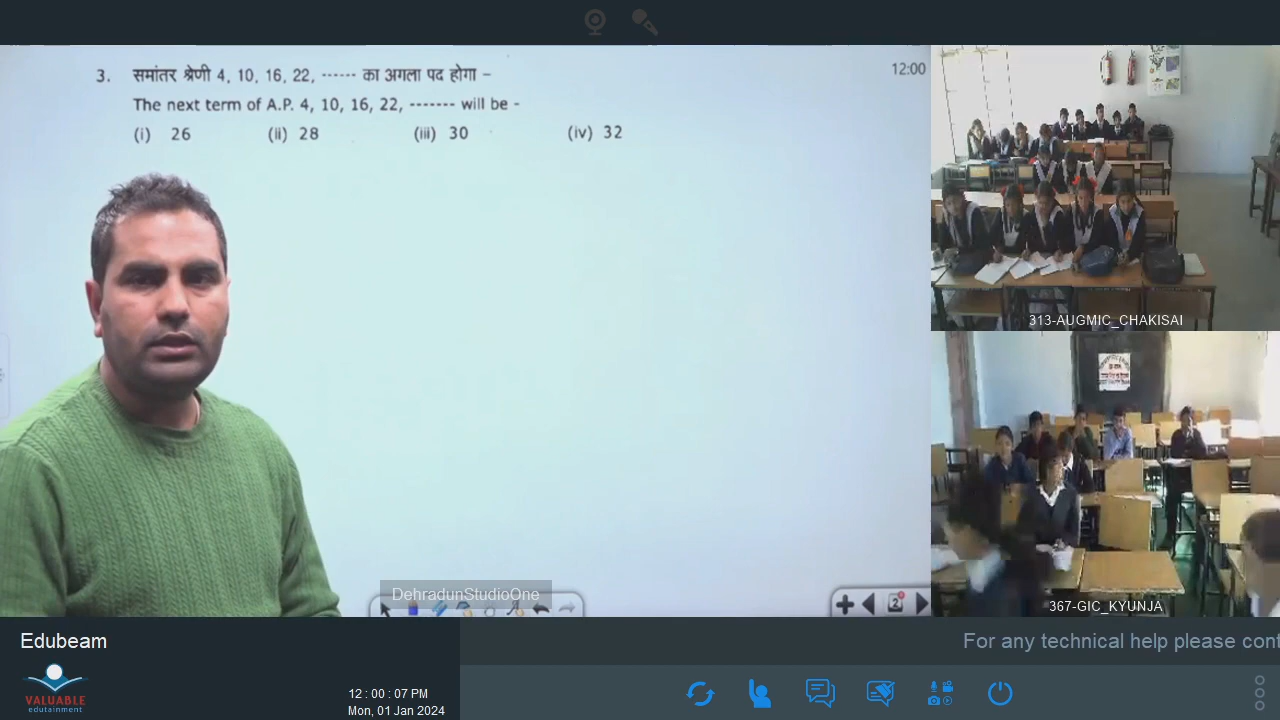 3. समांतर श्रेणी 4, 10, 16, 22, ------ का अगला पद होगा –
The next term of A.P. 4, 10, 16, 22, ------- will be -
(i) 26 (ii) 28 (iii) 30 (iv) 32
12:00
313-AUGMIC_CHAKISAI
367-GIC_KYUNJA
DehradunStudioOne
2
Edubeam
For any technical help please cont
VALUABLE
edutainment
12 : 00 : 07 PM
Mon, 01 Jan 2024